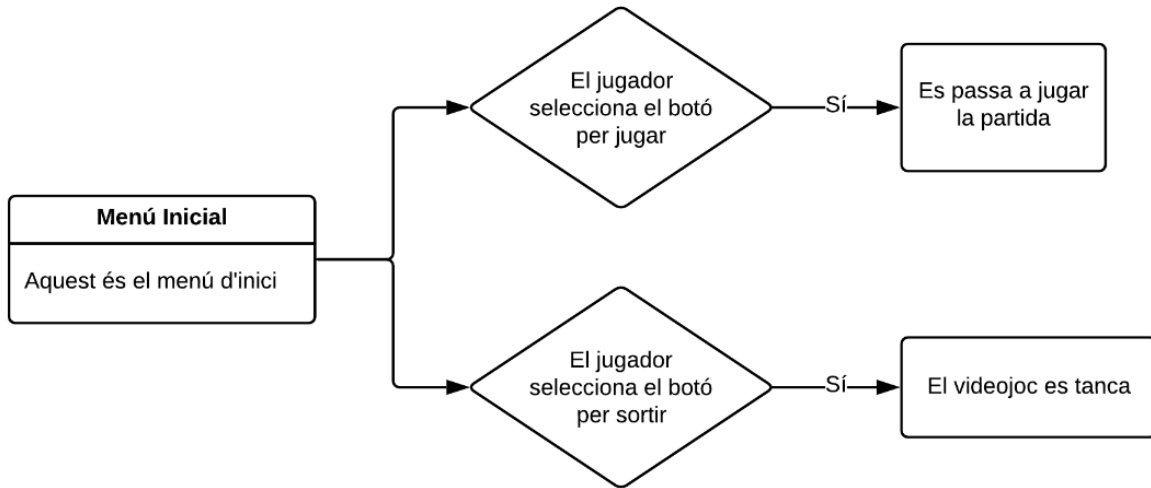 El jugador
selecciona el botó
per jugar
Sí
Es passa a jugar
la partida
Menú Inicial
Aquest és el menú d'inici
El jugador
selecciona el botó
per sortir
Sí
El videojoc es tanca